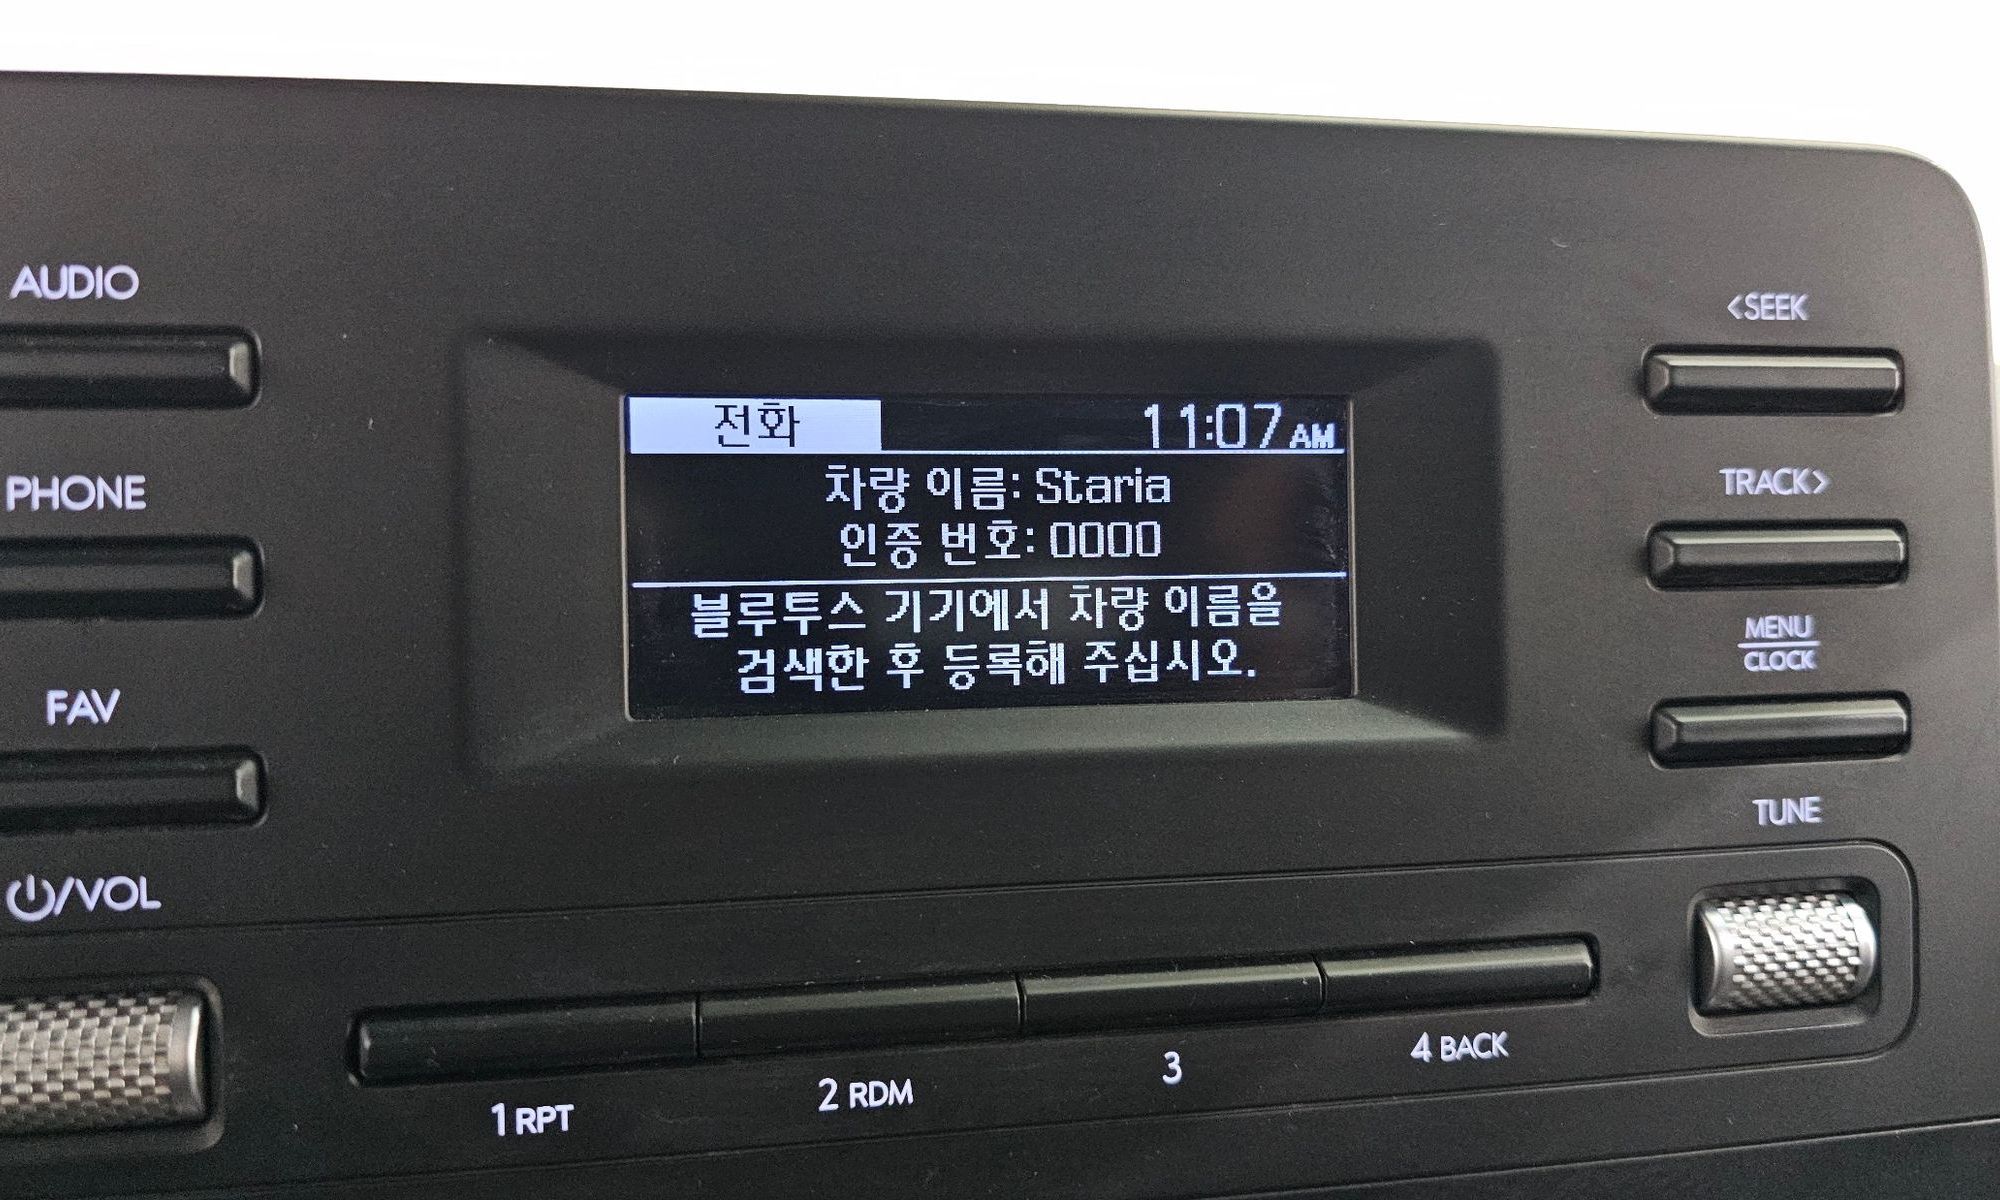 AUDIO
PHONE
FAV
/VOL
전화 11:07 AM
차량 이름: Staria
인증 번호: 0000
블루투스 기기에서 차량 이름을
검색한 후 등록해 주십시오.
<SEEK
TRACK>
MENU
CLOCK
TUNE
1 RPT
2 RDM
3
4 BACK